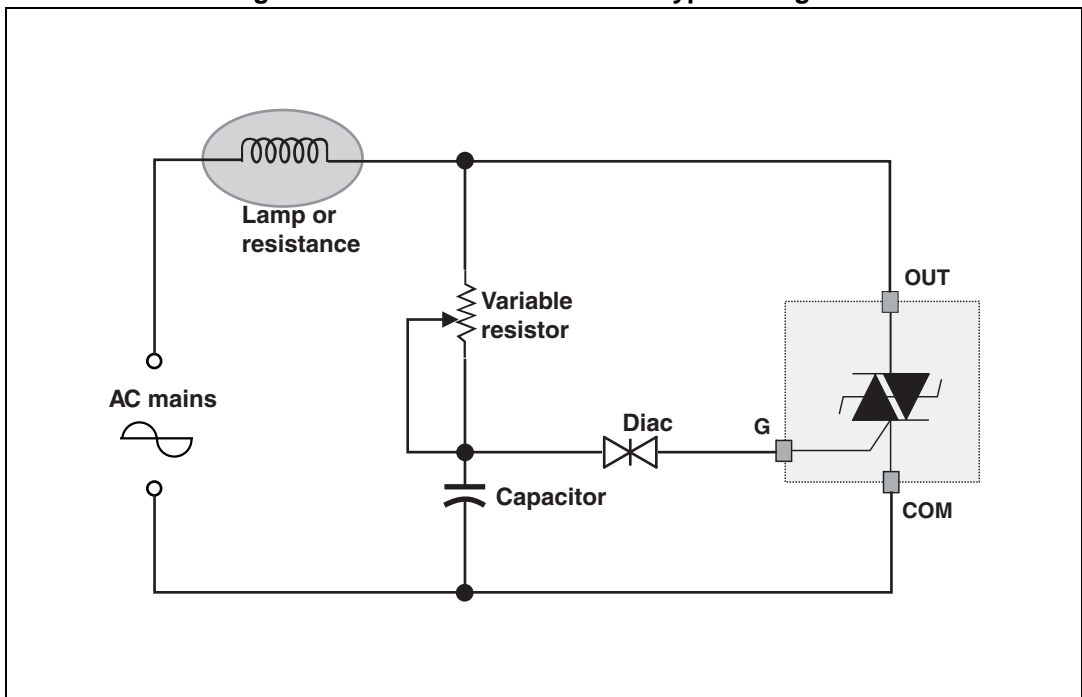 Lamp or
resistance
OUT
Variable
resistor
AC mains
Diac
G
Capacitor
COM